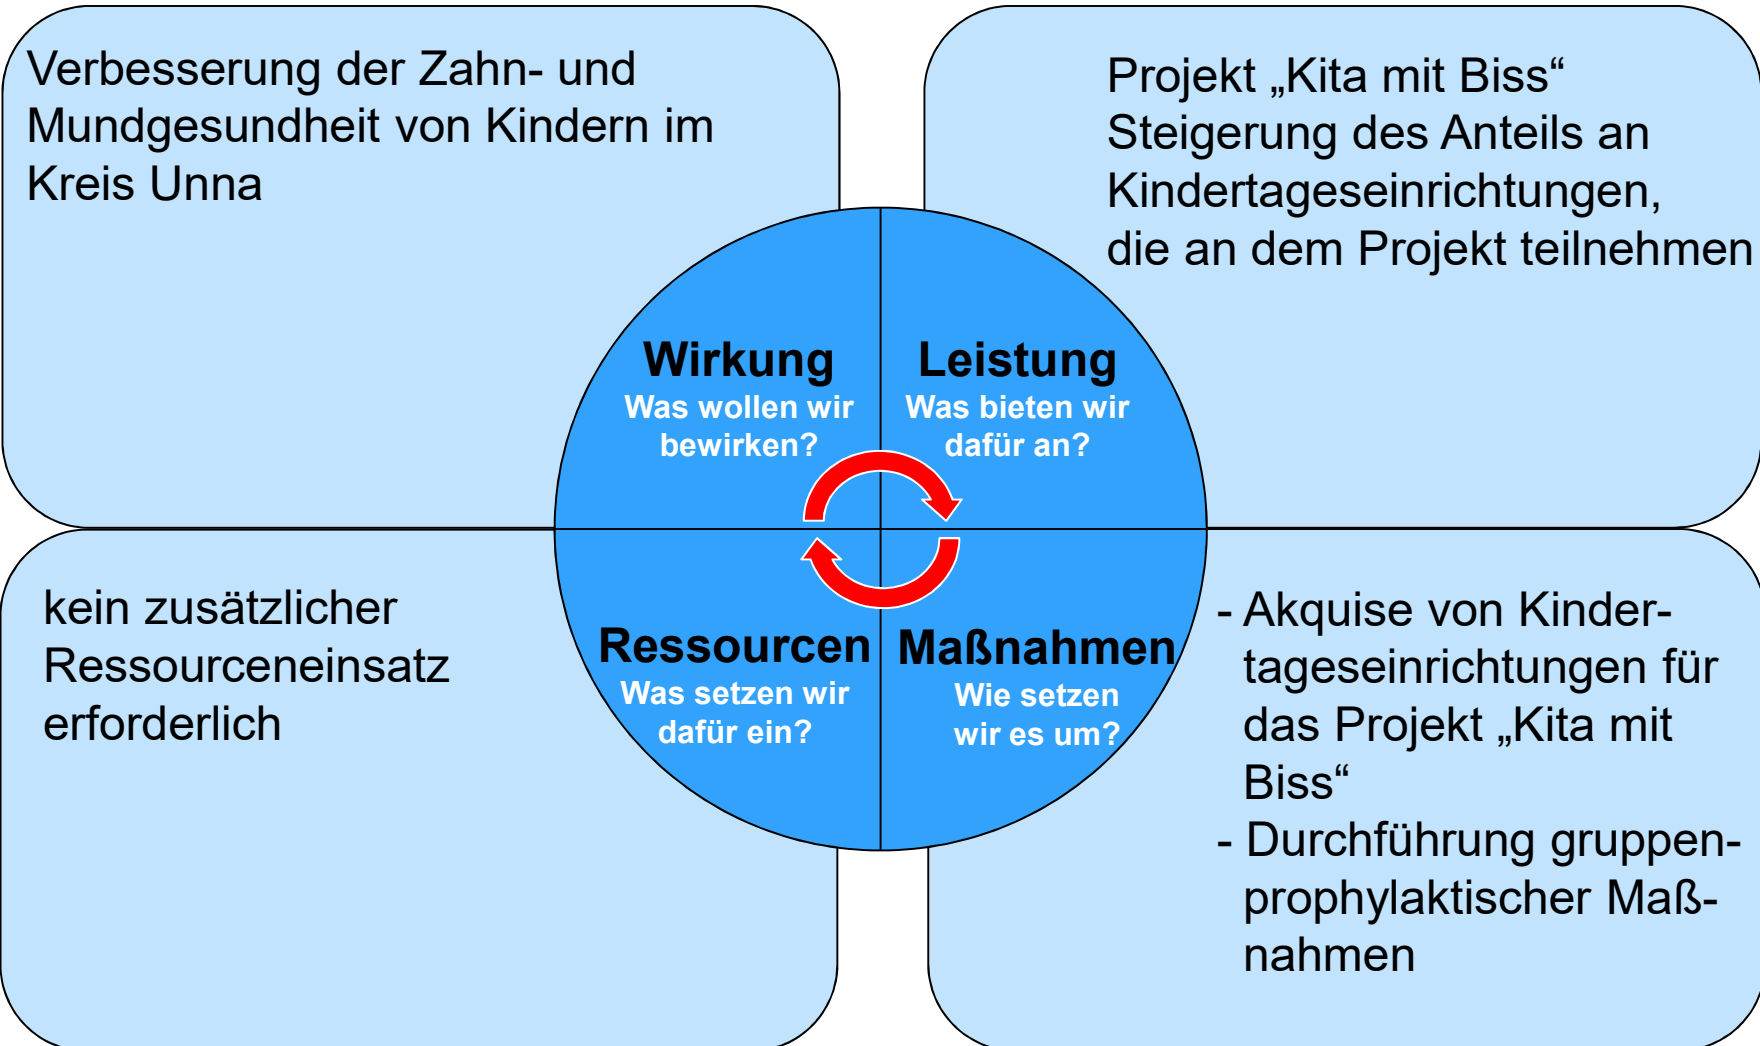 Verbesserung der Zahn- und
Mundgesundheit von Kindern im
Kreis Unna
Projekt „Kita mit Biss“
Steigerung des Anteils an
Kindertageseinrichtungen,
die an dem Projekt teilnehmen
Wirkung
Was wollen wir
bewirken?
Leistung
Was bieten wir
dafür an?
kein zusätzlicher
Ressourceneinsatz
erforderlich
Ressourcen
Was setzen wir
dafür ein?
Maßnahmen
Wie setzen
wir es um?
- Akquise von Kinder-
tageseinrichtungen für
das Projekt „Kita mit
Biss“
- Durchführung gruppen-
prophylaktischer Maß-
nahmen